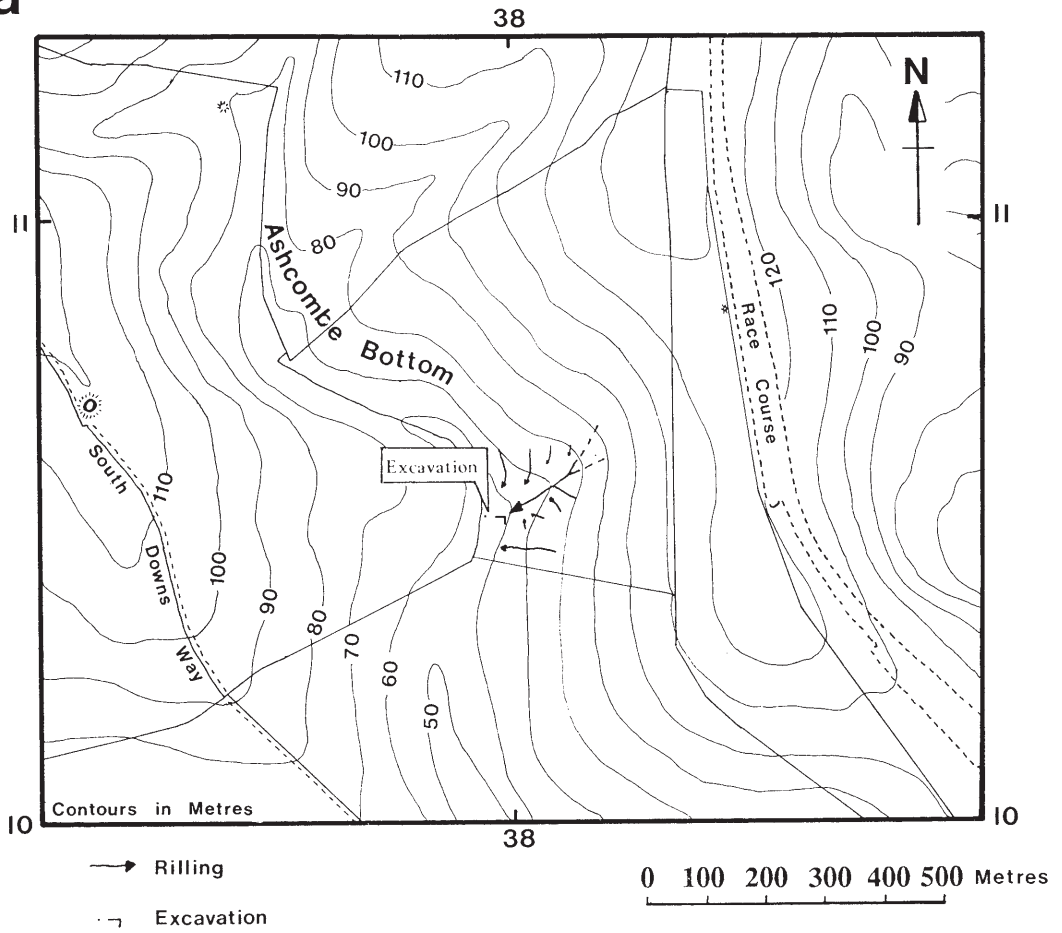 a
38
N
110
100
90
80
11
11
120
110
100
90
Ashcombe Bottom
Race Course
South Downs Way
Excavation
110
100
90
80
70
60
50
Contours in Metres
10
10
38
Rilling
Excavation
0 100 200 300 400 500 Metres